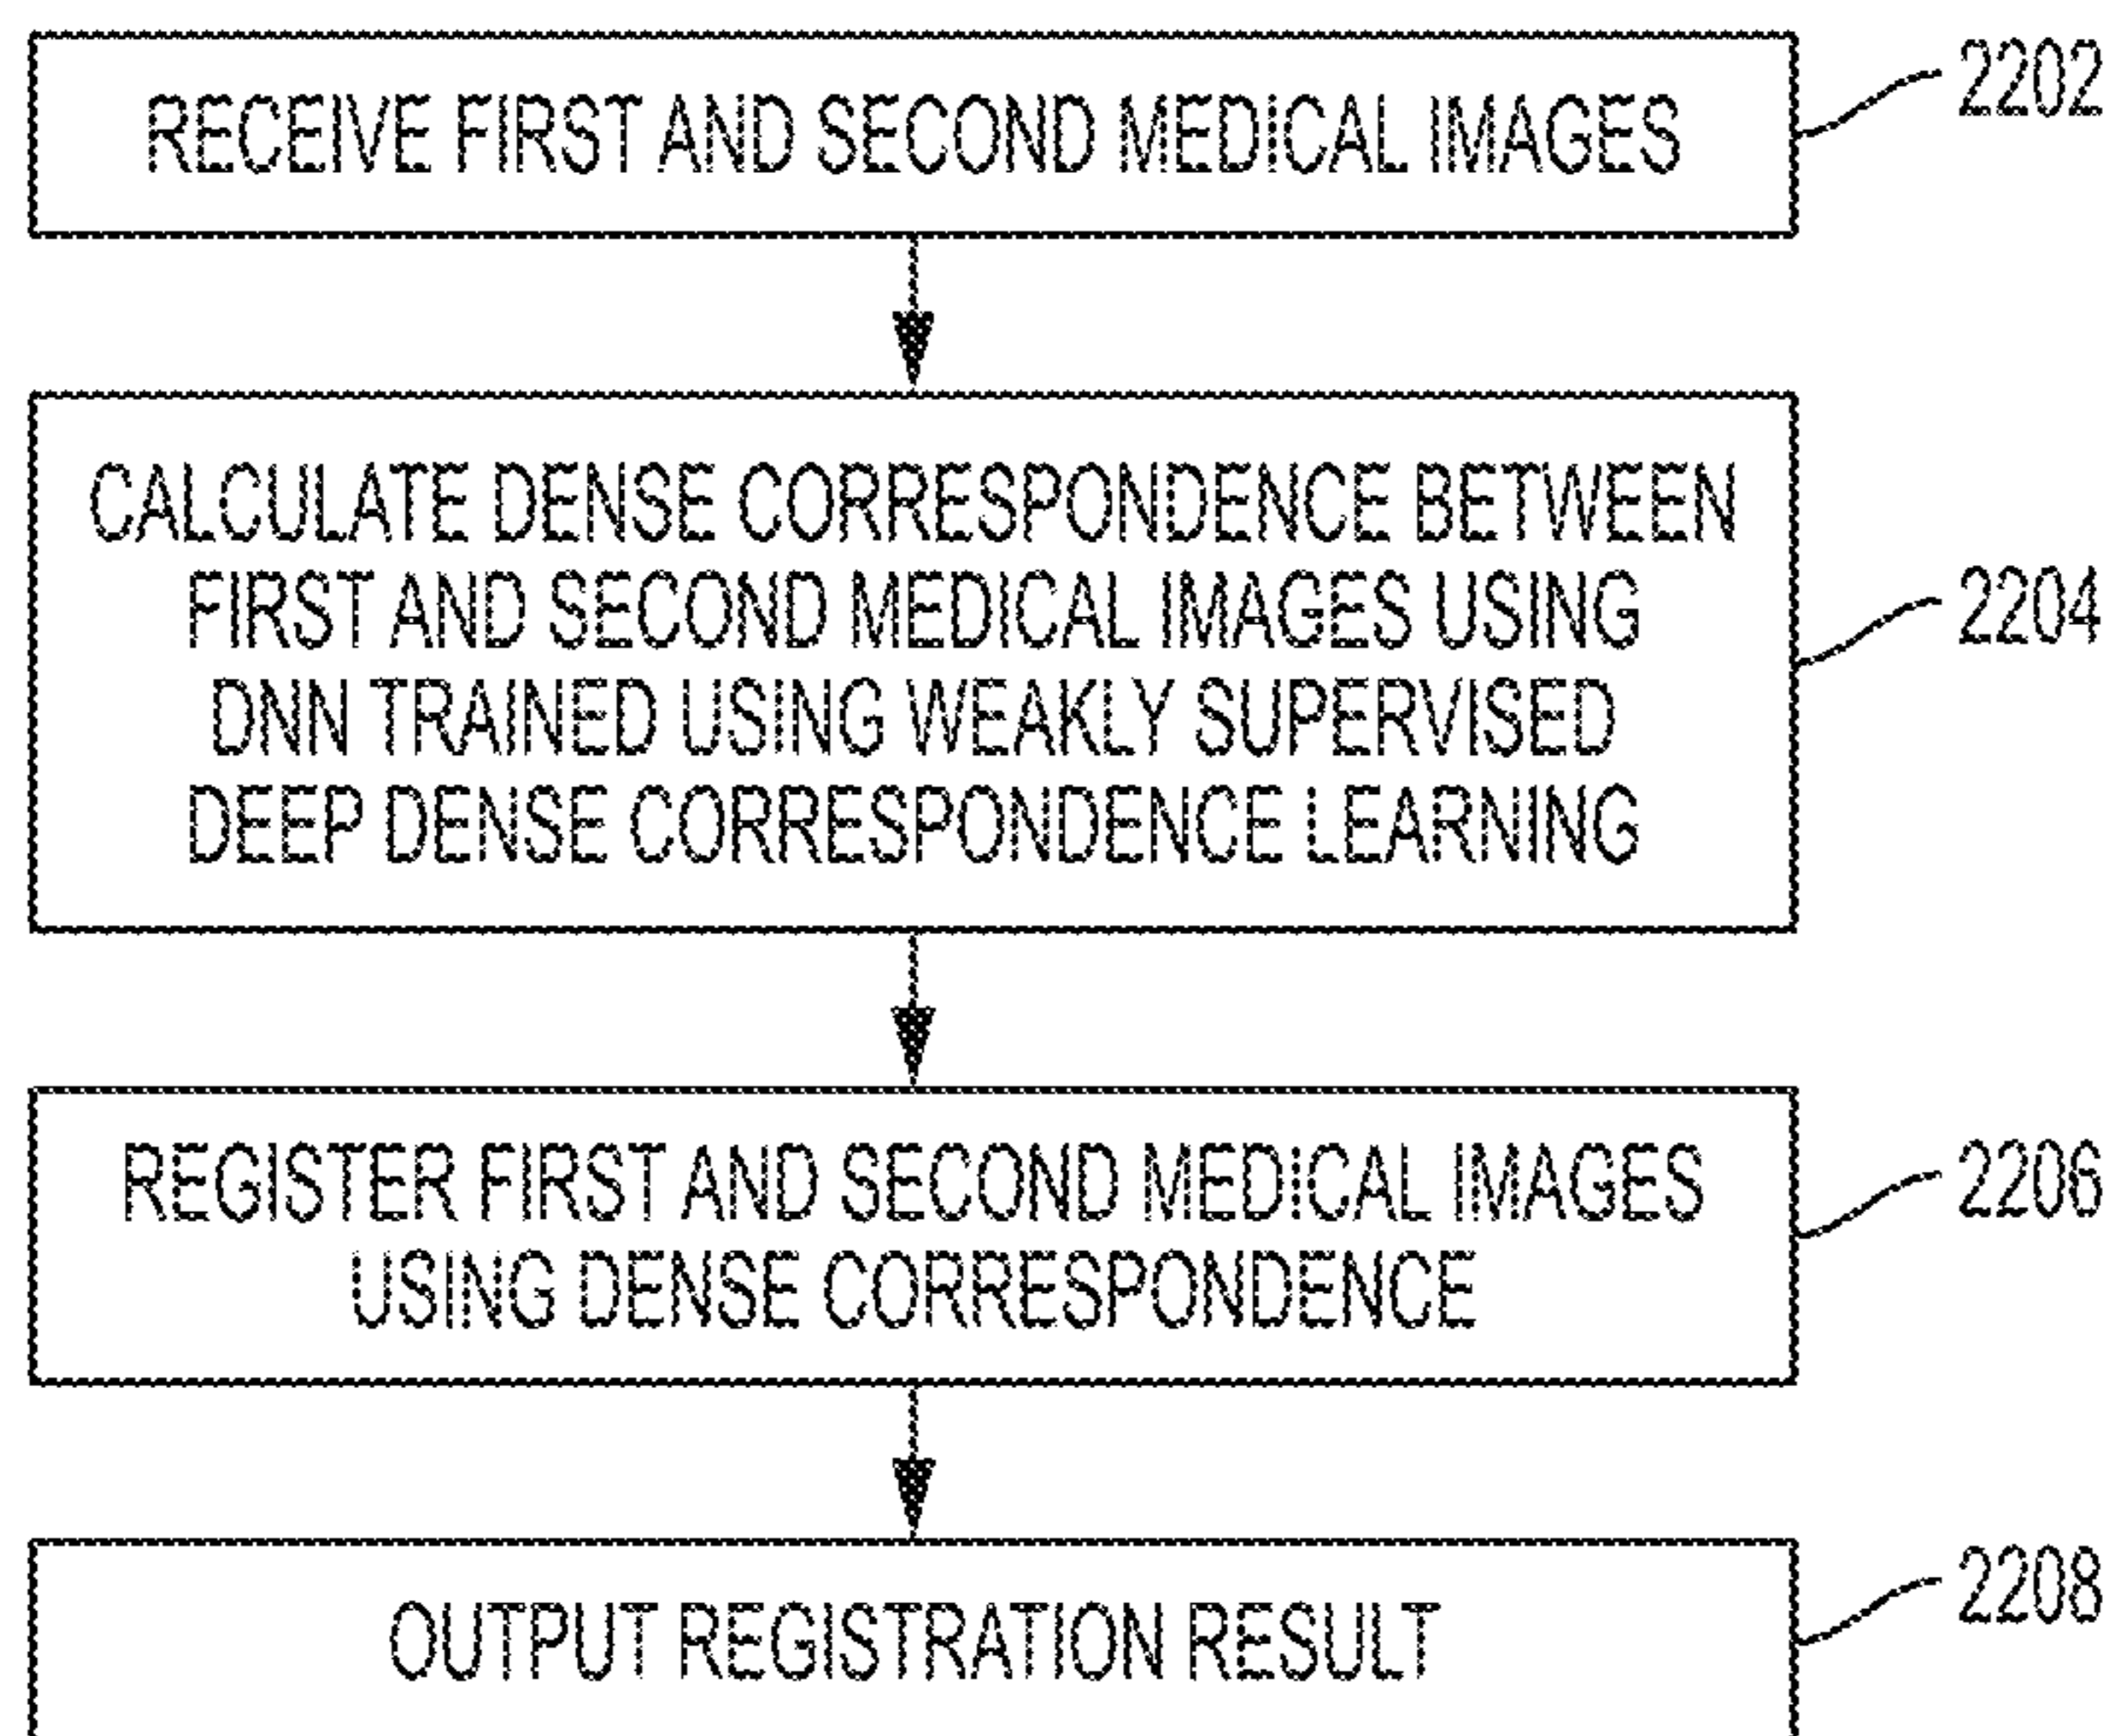 RECEIVE FIRST AND SECOND MEDICAL IMAGES
2202
CALCULATE DENSE CORRESPONDENCE BETWEEN
FIRST AND SECOND MEDICAL IMAGES USING
DNN TRAINED USING WEAKLY SUPERVISED
DEEP DENSE CORRESPONDENCE LEARNING
2204
REGISTER FIRST AND SECOND MEDICAL IMAGES
USING DENSE CORRESPONDENCE
2206
OUTPUT REGISTRATION RESULT
2208